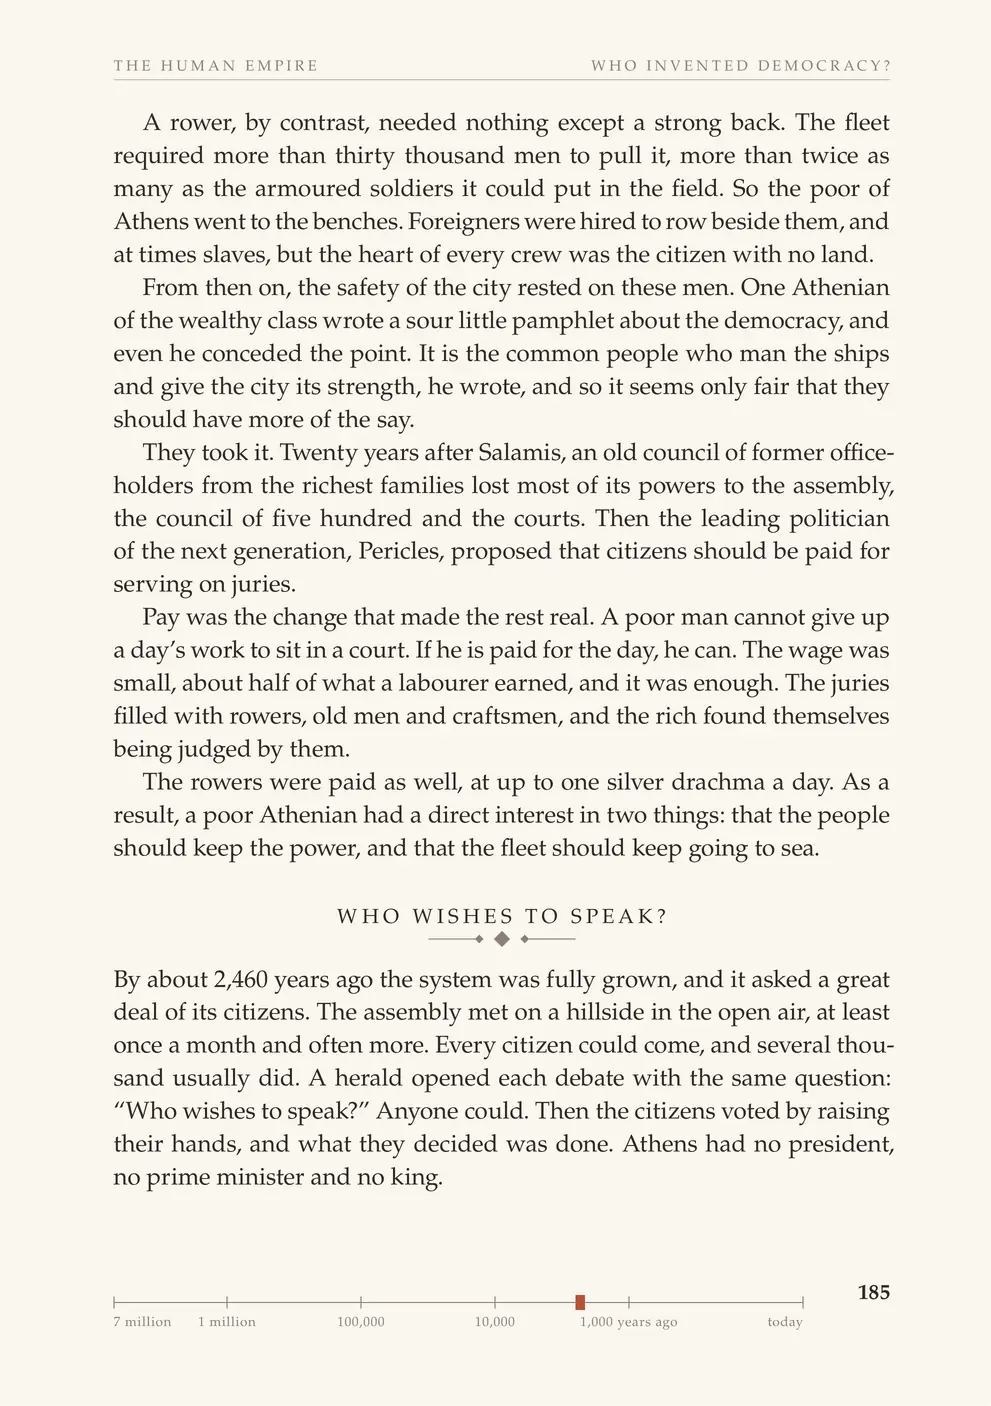 THE HUMAN EMPIRE
WHO INVENTED DEMOCRACY?
A rower, by contrast, needed nothing except a strong back. The fleet
required more than thirty thousand men to pull it, more than twice as
many as the armoured soldiers it could put in the field. So the poor of
Athens went to the benches. Foreigners were hired to row beside them, and
at times slaves, but the heart of every crew was the citizen with no land.
From then on, the safety of the city rested on these men. One Athenian
of the wealthy class wrote a sour little pamphlet about the democracy, and
even he conceded the point. It is the common people who man the ships
and give the city its strength, he wrote, and so it seems only fair that they
should have more of the say.
They took it. Twenty years after Salamis, an old council of former office-
holders from the richest families lost most of its powers to the assembly,
the council of five hundred and the courts. Then the leading politician
of the next generation, Pericles, proposed that citizens should be paid for
serving on juries.
Pay was the change that made the rest real. A poor man cannot give up
a day’s work to sit in a court. If he is paid for the day, he can. The wage was
small, about half of what a labourer earned, and it was enough. The juries
filled with rowers, old men and craftsmen, and the rich found themselves
being judged by them.
The rowers were paid as well, at up to one silver drachma a day. As a
result, a poor Athenian had a direct interest in two things: that the people
should keep the power, and that the fleet should keep going to sea.
WHO WISHES TO SPEAK?
By about 2,460 years ago the system was fully grown, and it asked a great
deal of its citizens. The assembly met on a hillside in the open air, at least
once a month and often more. Every citizen could come, and several thou-
sand usually did. A herald opened each debate with the same question:
“Who wishes to speak?” Anyone could. Then the citizens voted by raising
their hands, and what they decided was done. Athens had no president,
no prime minister and no king.
185
7 million 1 million 100,000 10,000 1,000 years ago today